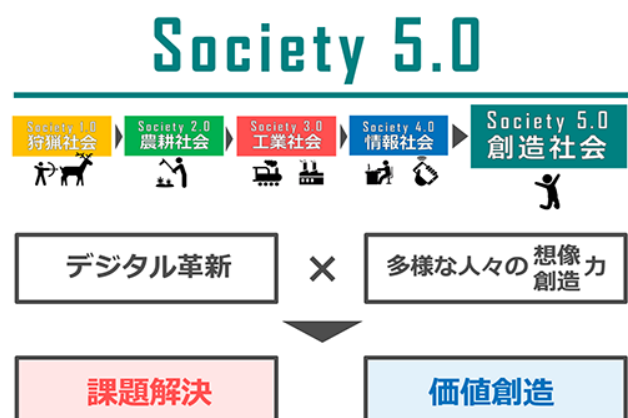 Society 5.0
Society 1.0
狩猟社会
Society 2.0
農耕社会
Society 3.0
工業社会
Society 4.0
情報社会
Society 5.0
創造社会
デジタル革新
×
多様な人々の想像
創造力
課題解決
価値創造